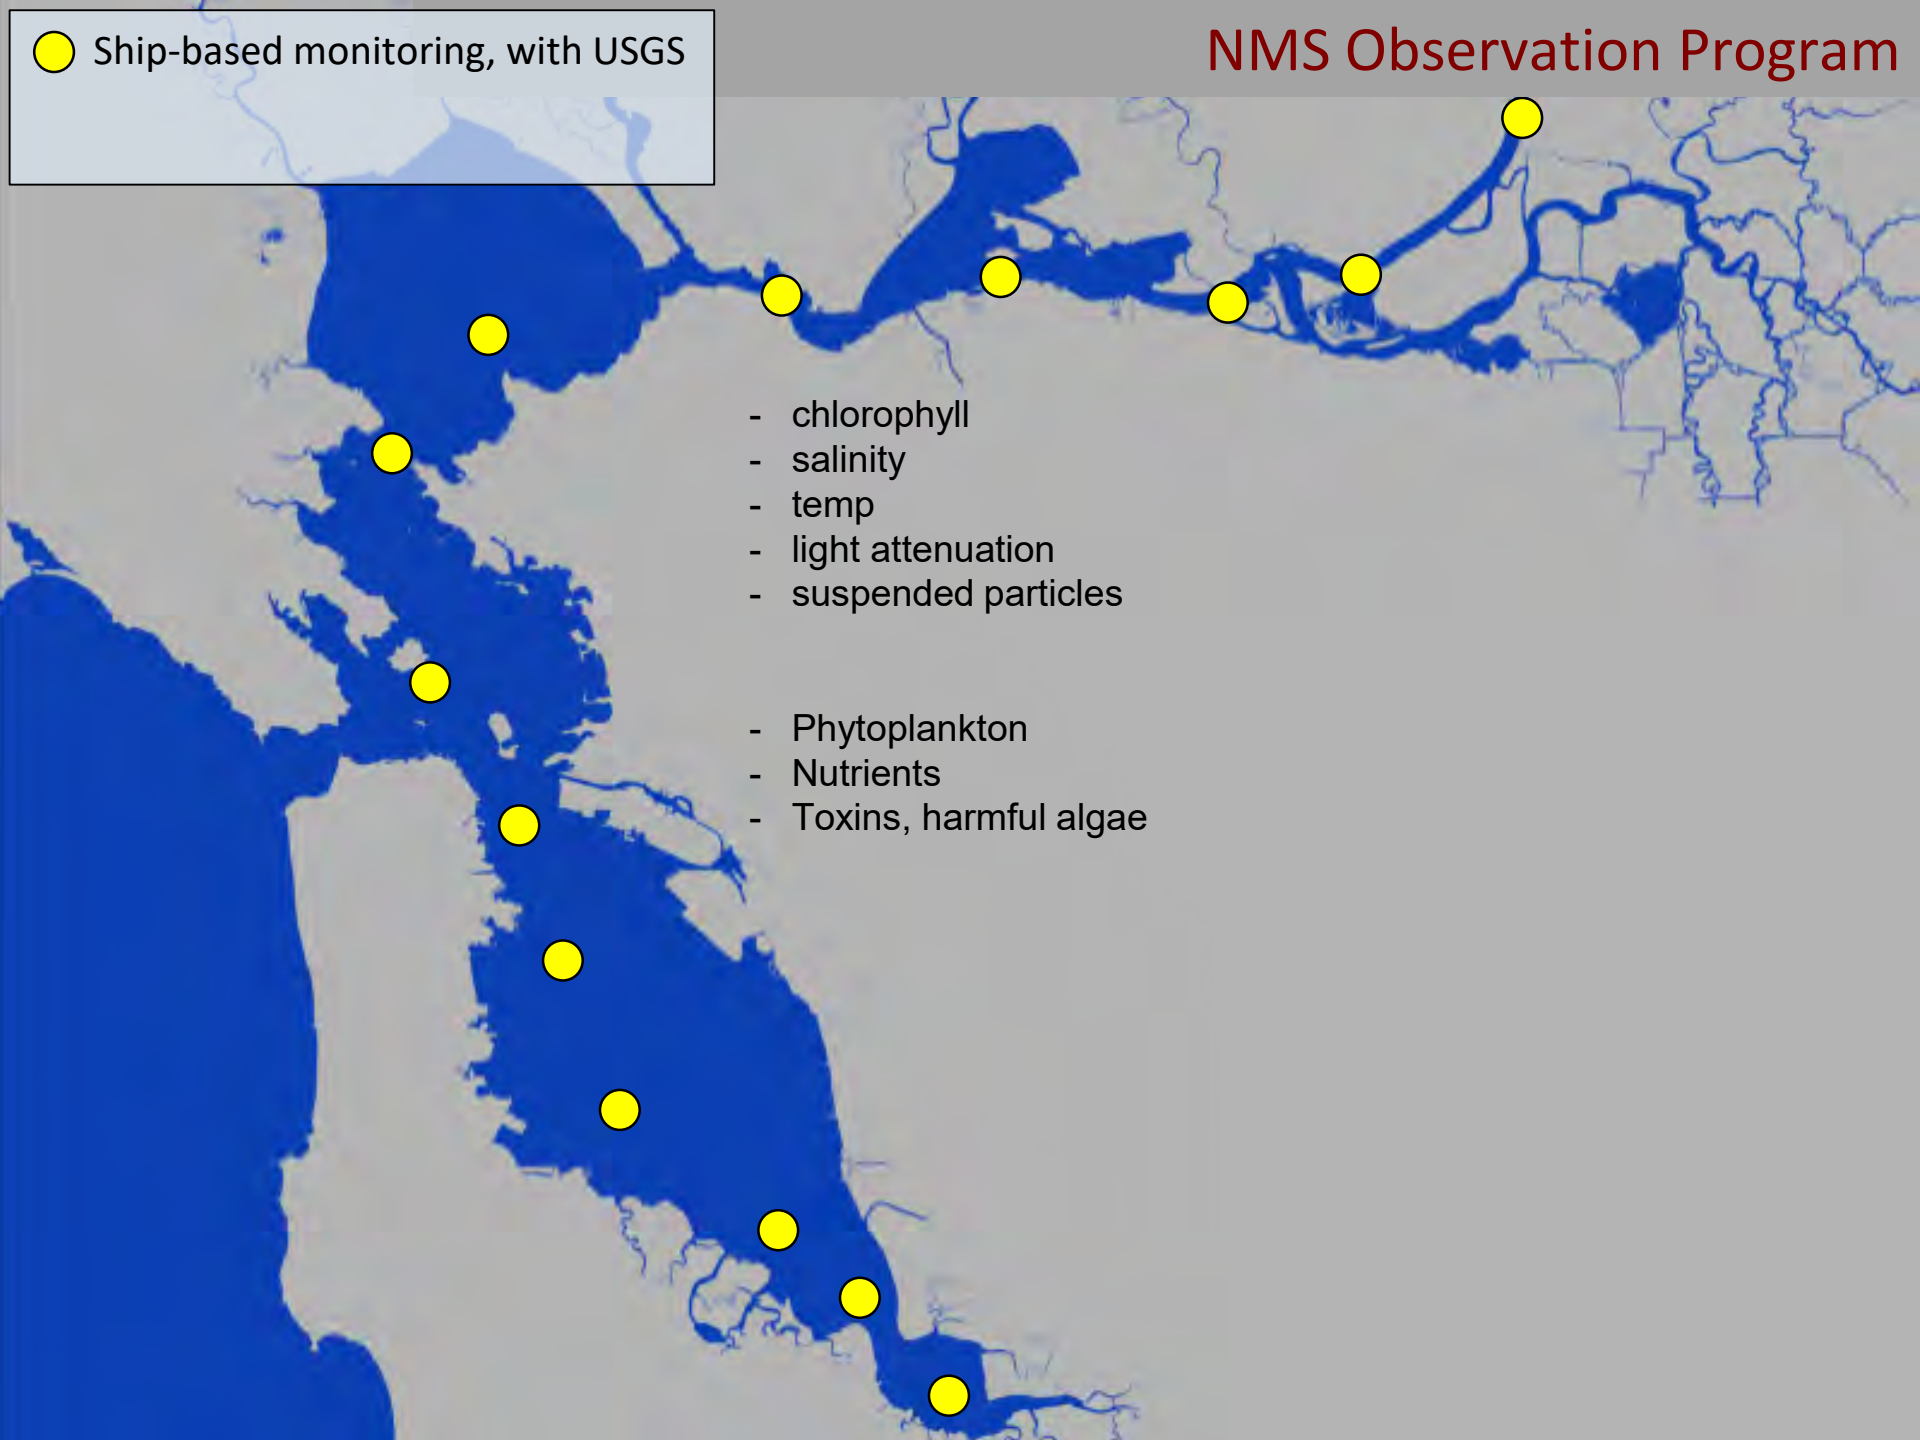 Ship-based monitoring, with USGS
NMS Observation Program
- chlorophyll
- salinity
- temp
- light attenuation
- suspended particles
- Phytoplankton
- Nutrients
- Toxins, harmful algae